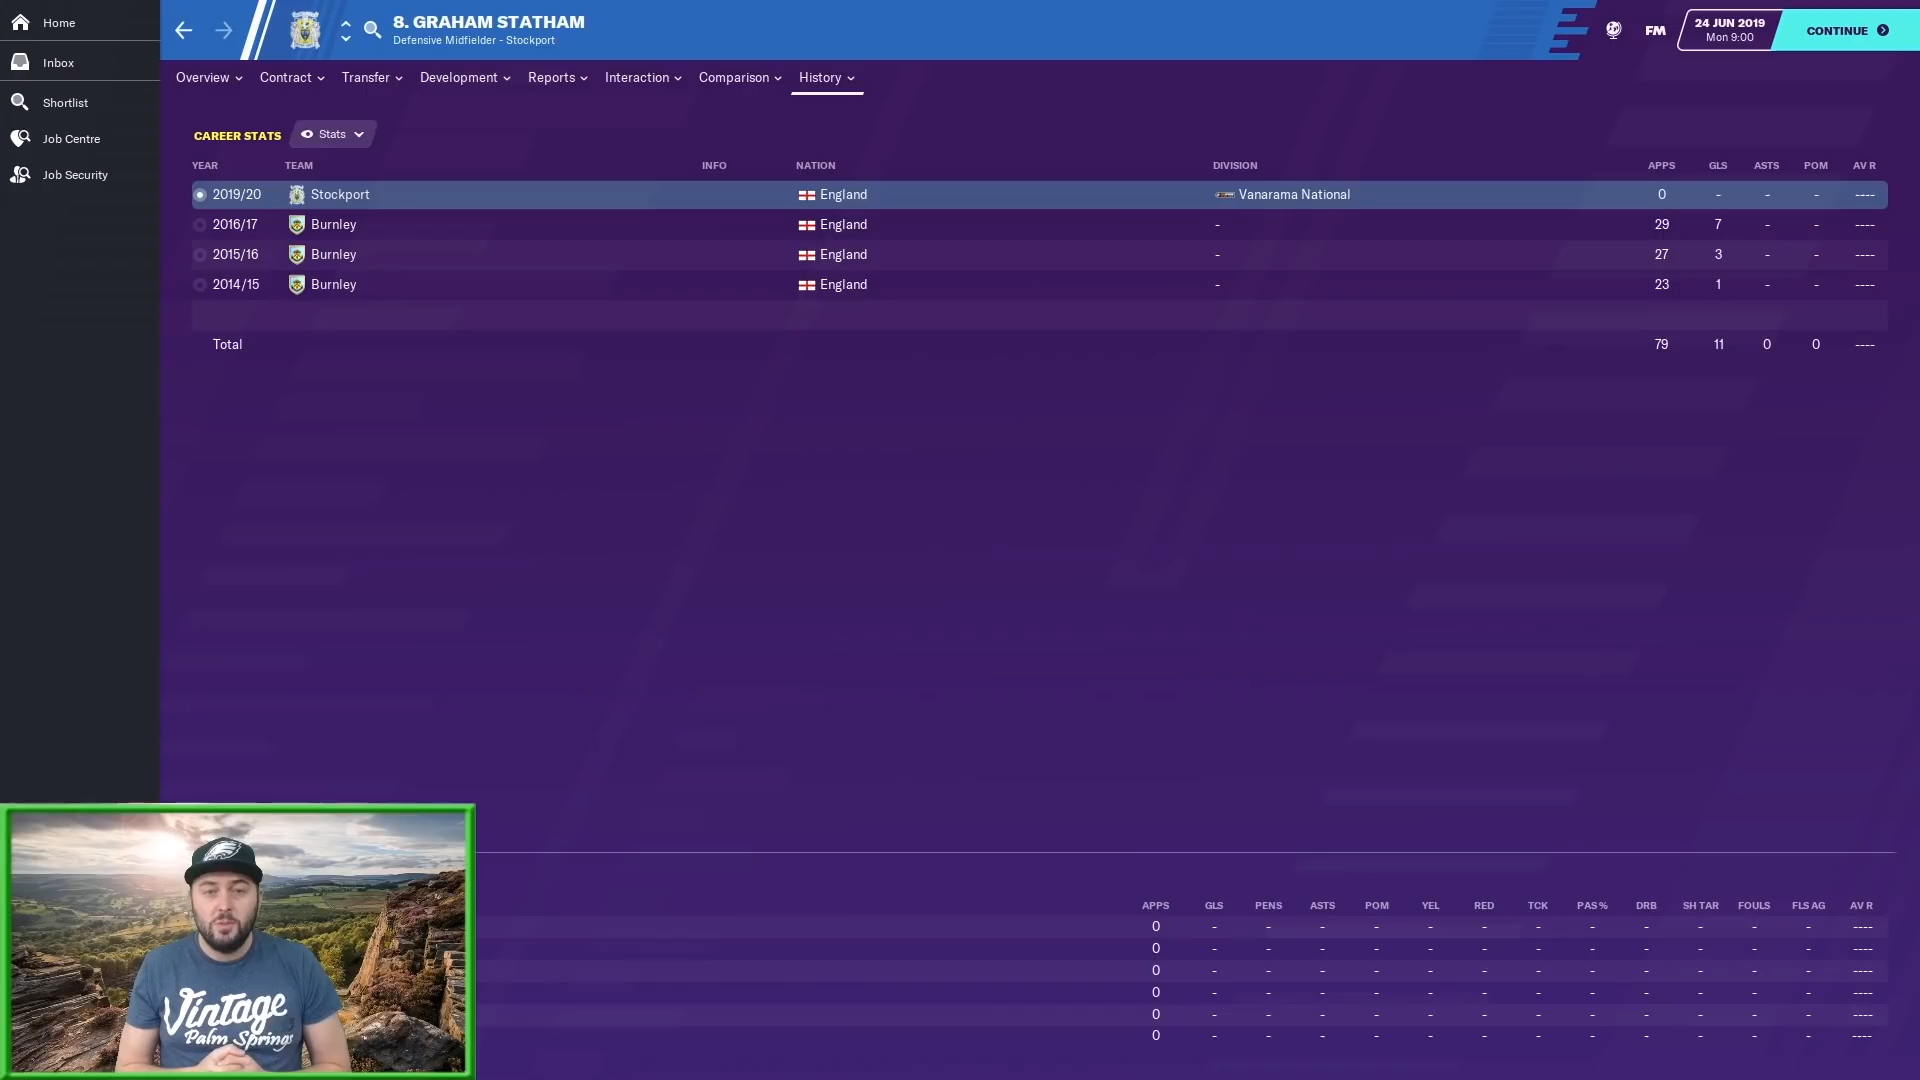 Home
Inbox
Shortlist
Job Centre
Job Security
8. GRAHAM STATHAM
Defensive Midfielder - Stockport
FM
24 JUN 2019
Mon 9:00
CONTINUE
Overview Contract Transfer Development Reports Interaction Comparison History
CAREER STATS Stats
YEAR TEAM INFO NATION DIVISION APPS GLS ASTS POM AV R
2019/20 Stockport England Vanarama National 0 - - - ----
2016/17 Burnley England - 29 7 - - ----
2015/16 Burnley England - 27 3 - - ----
2014/15 Burnley England - 23 1 - - ----
Total 79 11 0 0 ----
APPS GLS PENS ASTS POM YEL RED TCK PAS % DRB SH TAR FOULS FLS AG AV R
0 - - - - - - - - - - - - ----
0 - - - - - - - - - - - - ----
0 - - - - - - - - - - - - ----
0 - - - - - - - - - - - - ----
0 - - - - - - - - - - - - ----
0 - - - - - - - - - - - - ----
Vintage
Palm Springs